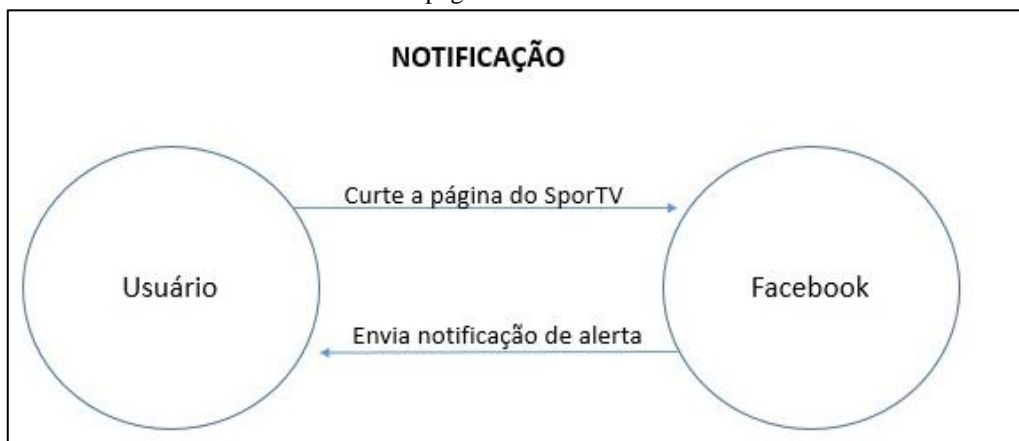 NOTIFICAÇÃO
Curte a página do SporTV
Usuário
Facebook
Envia notificação de alerta